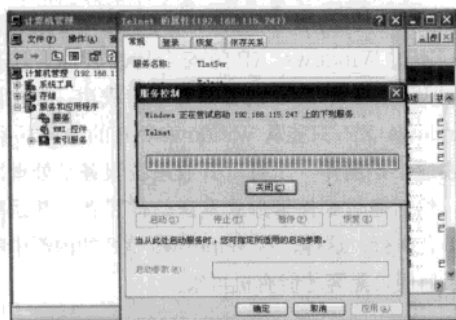 计算机管理
Telnet 的属性(192.168.115.247)
文件(F) 操作(A)
常规 登录 恢复 依存关系
计算机管理 (192.168.1
服务名称: TlntSvr
系统工具
存储
服务和应用程序
服务
WMI 控件
索引服务
服务控制
Windows 正在尝试启动 192.168.115.247 上的下列服务
Telnet
关闭(C)
启动(S) 停止(T) 暂停(P) 恢复(R)
当从此处启动服务时，您可指定所适用的启动参数。
启动参数(M)
确定 取消 应用(A)